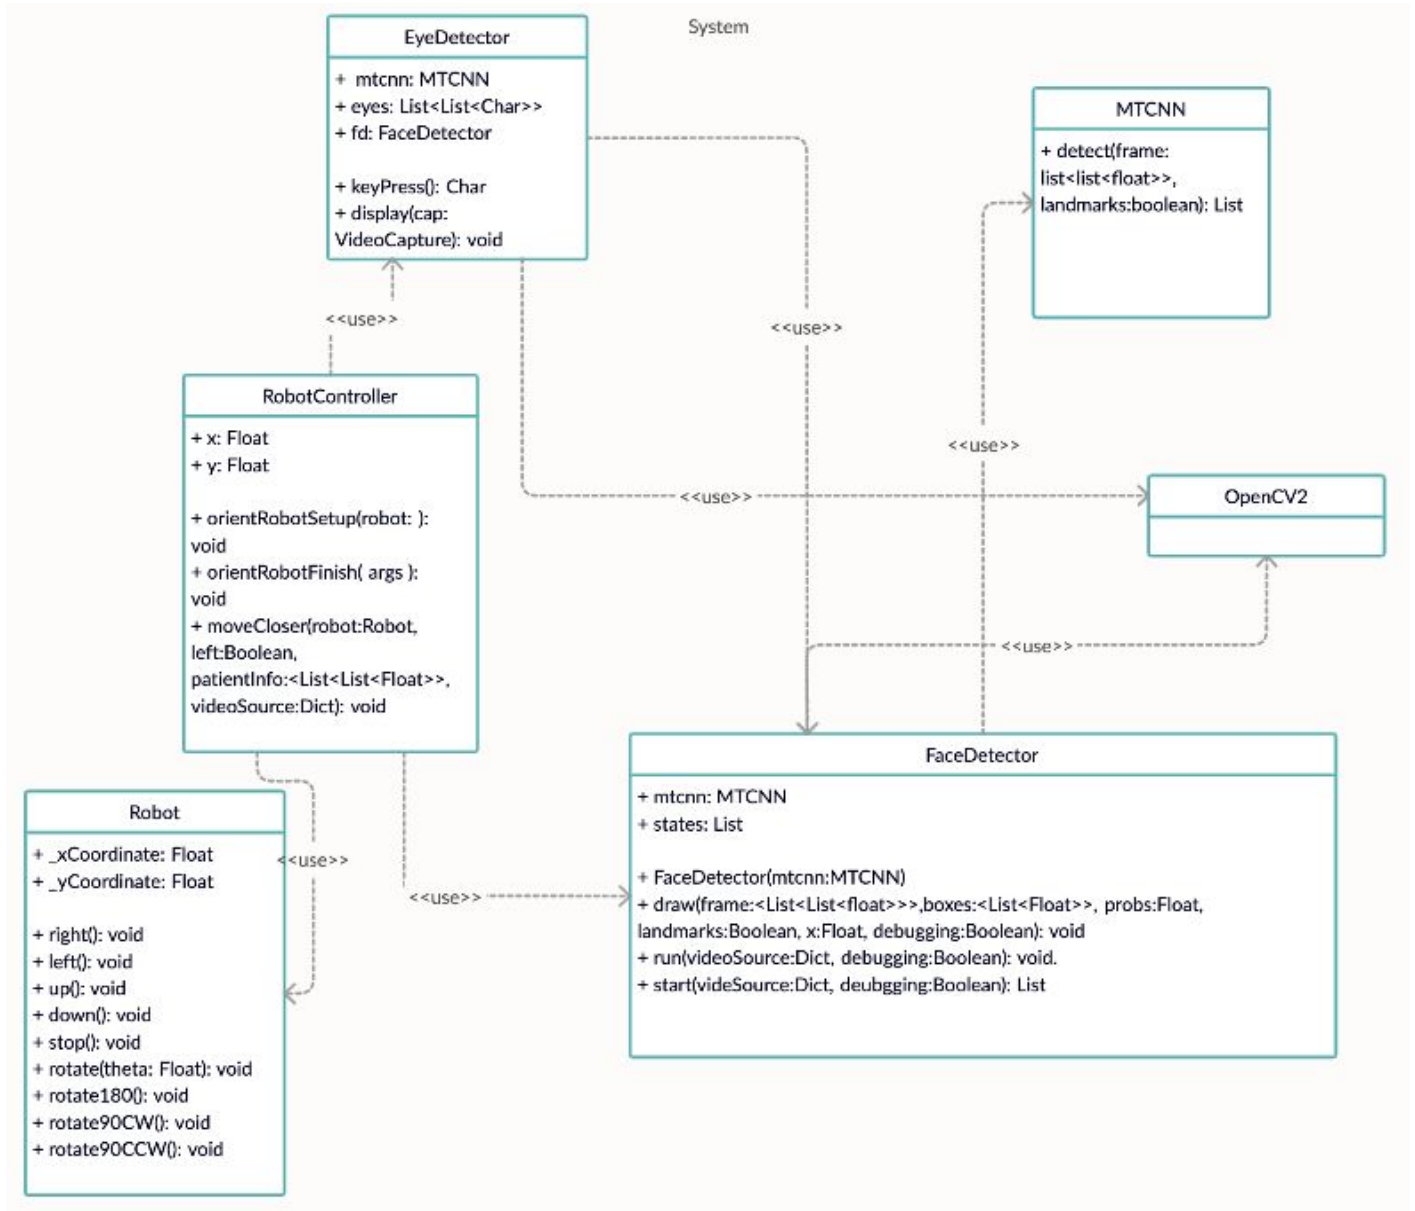 System
EyeDetector
+ mtcnn: MTCNN
+ eyes: List<List<Char>>
+ fd: FaceDetector
+ keyPress(): Char
+ display(cap:
VideoCapture): void
MTCNN
+ detect(frame:
list<list<float>>,
landmarks:boolean): List
<<use>>
<<use>>
RobotController
+ x: Float
+ y: Float
+ orientRobotSetup(robot: ):
void
+ orientRobotFinish( args ):
void
+ moveCloser(robot:Robot,
left:Boolean,
patientInfo:<List<List<Float>>,
videoSource:Dict): void
<<use>>
<<use>>
OpenCV2
<<use>>
FaceDetector
+ mtcnn: MTCNN
+ states: List
+ FaceDetector(mtcnn:MTCNN)
+ draw(frame:<List<List<float>>>,boxes:<List<Float>>, probs:Float,
landmarks:Boolean, x:Float, debugging:Boolean): void
+ run(videoSource:Dict, debugging:Boolean): void.
+ start(videSource:Dict, deubgging:Boolean): List
Robot
+ _xCoordinate: Float
+ _yCoordinate: Float
+ right(): void
+ left(): void
+ up(): void
+ down(): void
+ stop(): void
+ rotate(theta: Float): void
+ rotate180(): void
+ rotate90CW(): void
+ rotate90CCW(): void
<<use>>
<<use>>